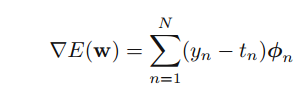 ∇E(𝐰) = ∑_{n=1}^{N} (y_n − t_n)𝛟_n